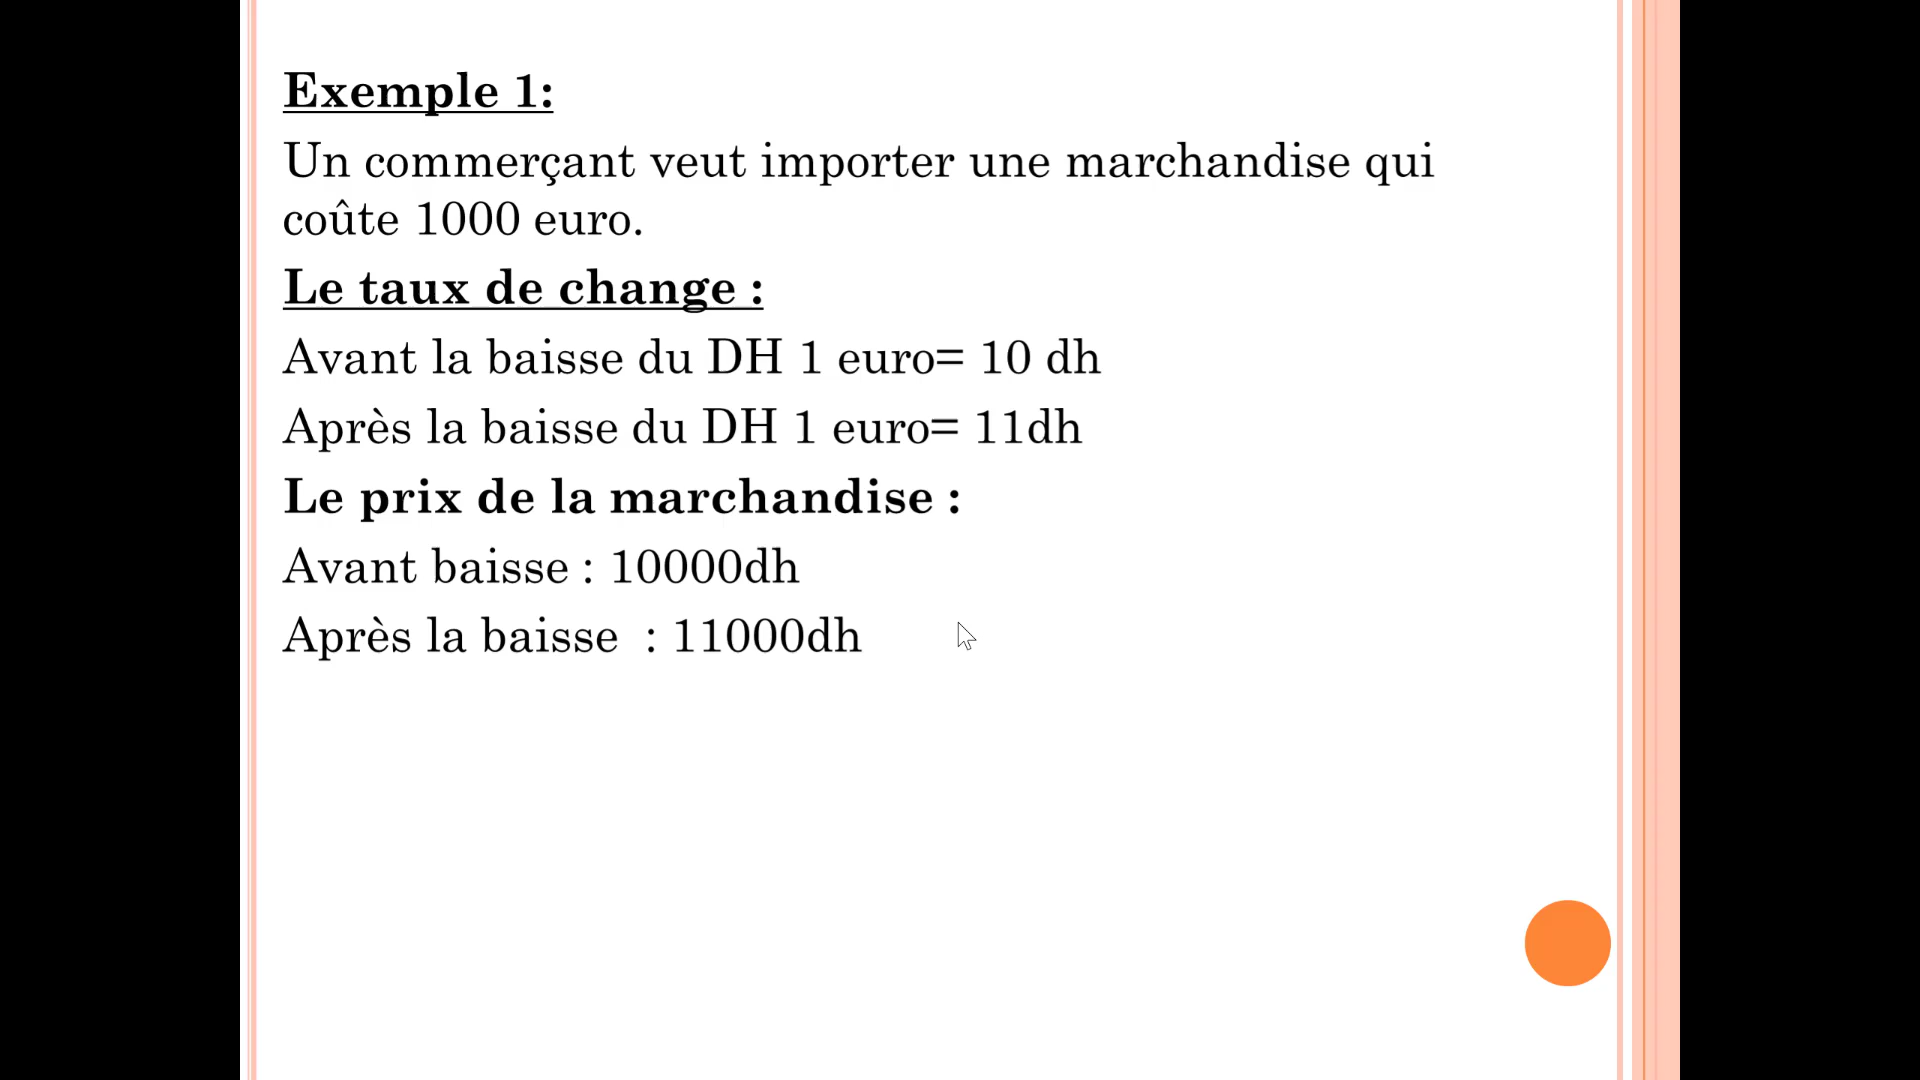 Exemple 1:
Un commerçant veut importer une marchandise qui
coûte 1000 euro.
Le taux de change :
Avant la baisse du DH 1 euro= 10 dh
Après la baisse du DH 1 euro= 11dh
Le prix de la marchandise :
Avant baisse : 10000dh
Après la baisse  : 11000dh